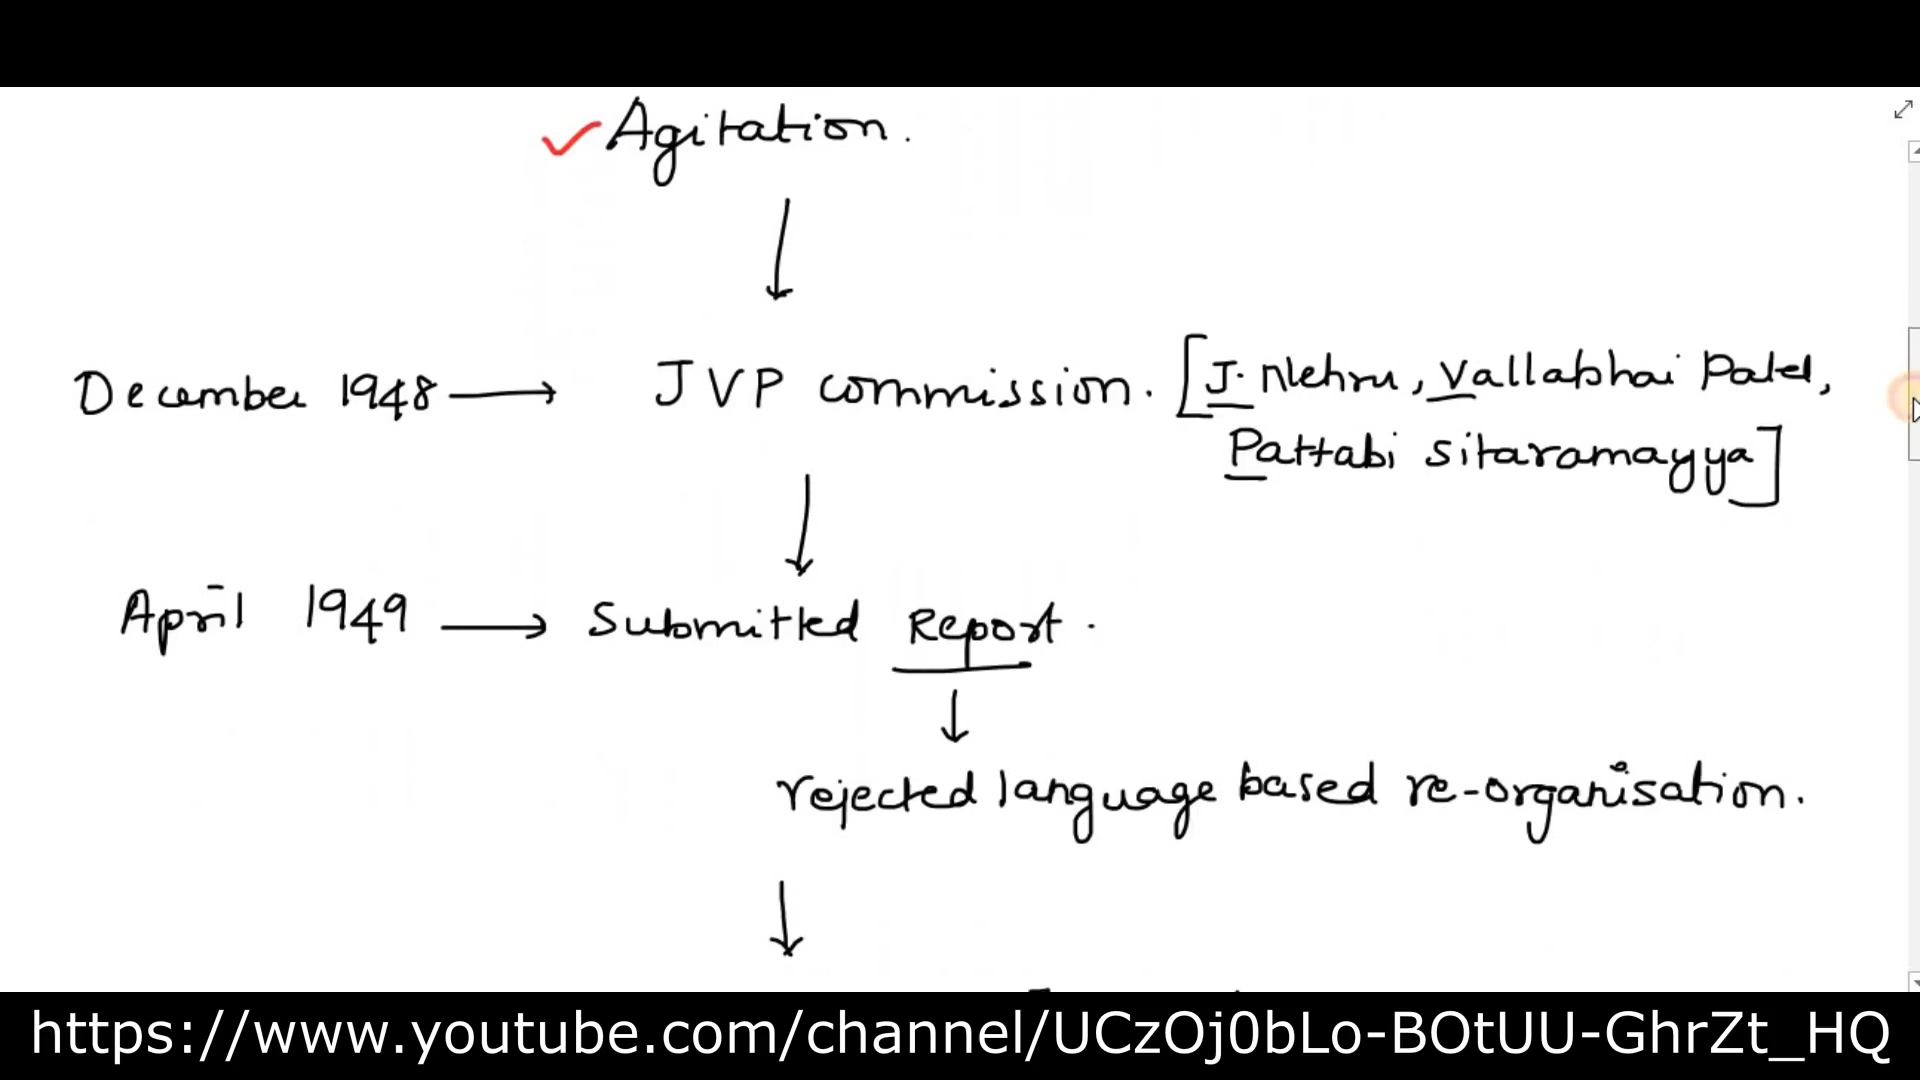 Agitation.
December 1948 → JVP commission. [J. Nehru, Vallabhai Patel,
Pattabi Sitaramayya]
April 1949 → Submitted Report.
rejected language based re-organisation.
https://www.youtube.com/channel/UCzOj0bLo-BOtUU-GhrZt_HQ